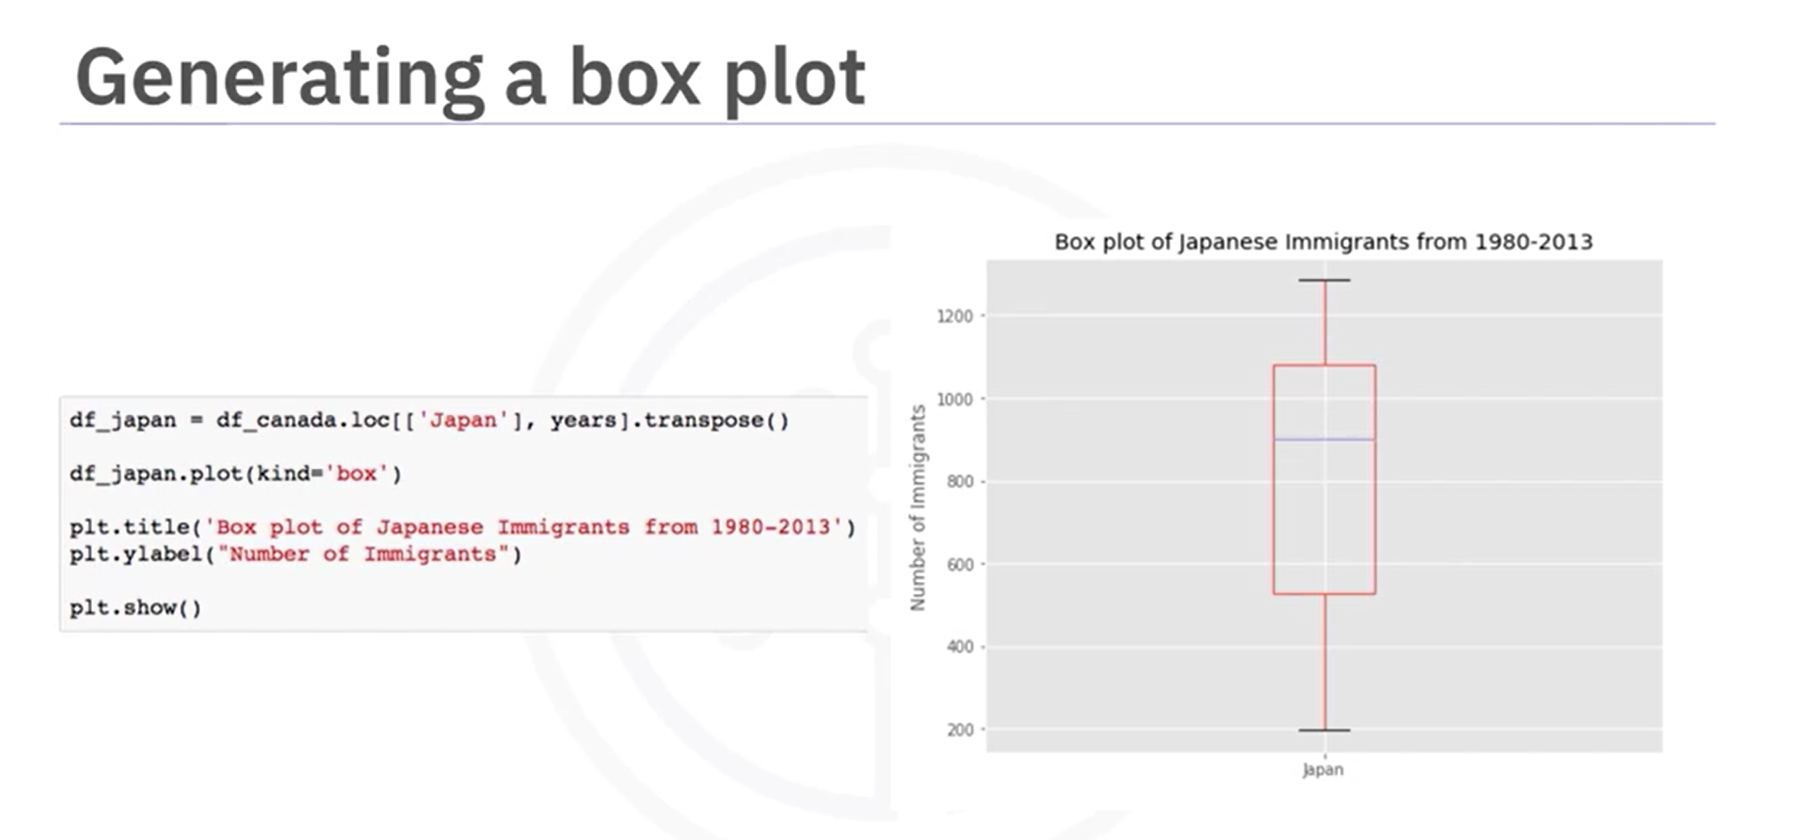 Generating a box plot
df_japan = df_canada.loc[['Japan'], years].transpose()
df_japan.plot(kind='box')
plt.title('Box plot of Japanese Immigrants from 1980-2013')
plt.ylabel("Number of Immigrants")
plt.show()
Box plot of Japanese Immigrants from 1980-2013
Number of Immigrants
1200
1000
800
600
400
200
Japan